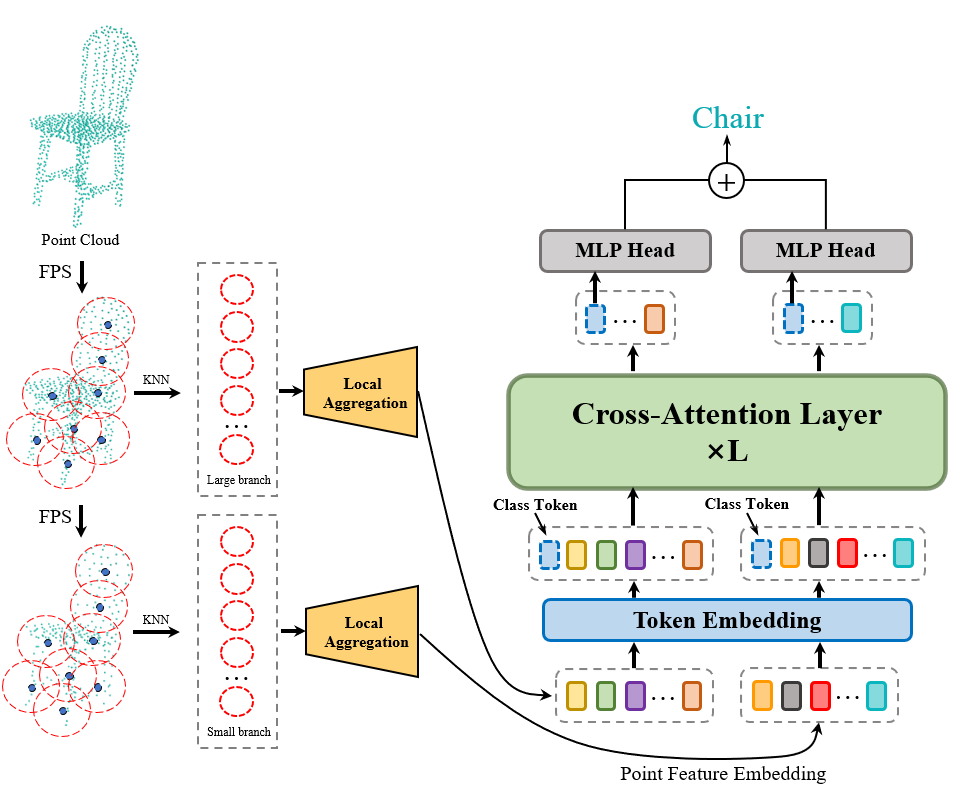 Chair
+
MLP Head
MLP Head
Point Cloud
FPS
KNN
...
Large branch
Local
Aggregation
...
...
Cross-Attention Layer
×L
FPS
KNN
...
Small branch
Local
Aggregation
Class Token
Class Token
...
...
Token Embedding
...
...
Point Feature Embedding